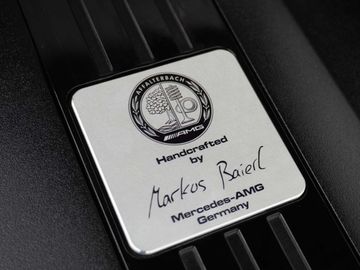 AFFALTERBACH
AMG
Handcrafted
by
Markus Baierl
Mercedes-AMG
Germany